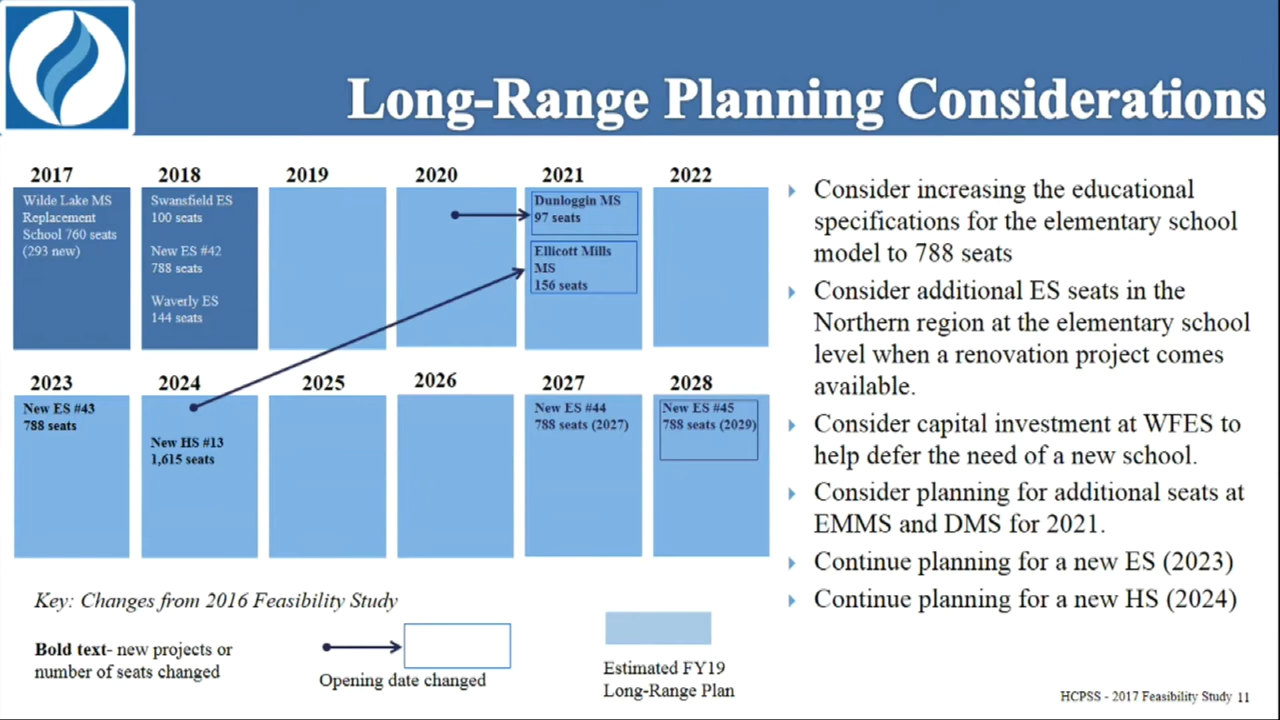 Long-Range Planning Considerations
2017
2018
2019
2020
2021
2022
Wilde Lake MS
Replacement
School 760 seats
(293 new)
Swansfield ES
100 seats
New ES #42
788 seats
Waverly ES
144 seats
Dunloggin MS
97 seats
Ellicott Mills
MS
156 seats
2023
2024
2025
2026
2027
2028
New ES #43
788 seats
New HS #13
1,615 seats
New ES #44
788 seats (2027)
New ES #45
788 seats (2029)
Consider increasing the educational
specifications for the elementary school
model to 788 seats
Consider additional ES seats in the
Northern region at the elementary school
level when a renovation project comes
available.
Consider capital investment at WFES to
help defer the need of a new school.
Consider planning for additional seats at
EMMS and DMS for 2021.
Continue planning for a new ES (2023)
Continue planning for a new HS (2024)
Key: Changes from 2016 Feasibility Study
Bold text- new projects or
number of seats changed
Opening date changed
Estimated FY19
Long-Range Plan
HCPSS - 2017 Feasibility Study 11